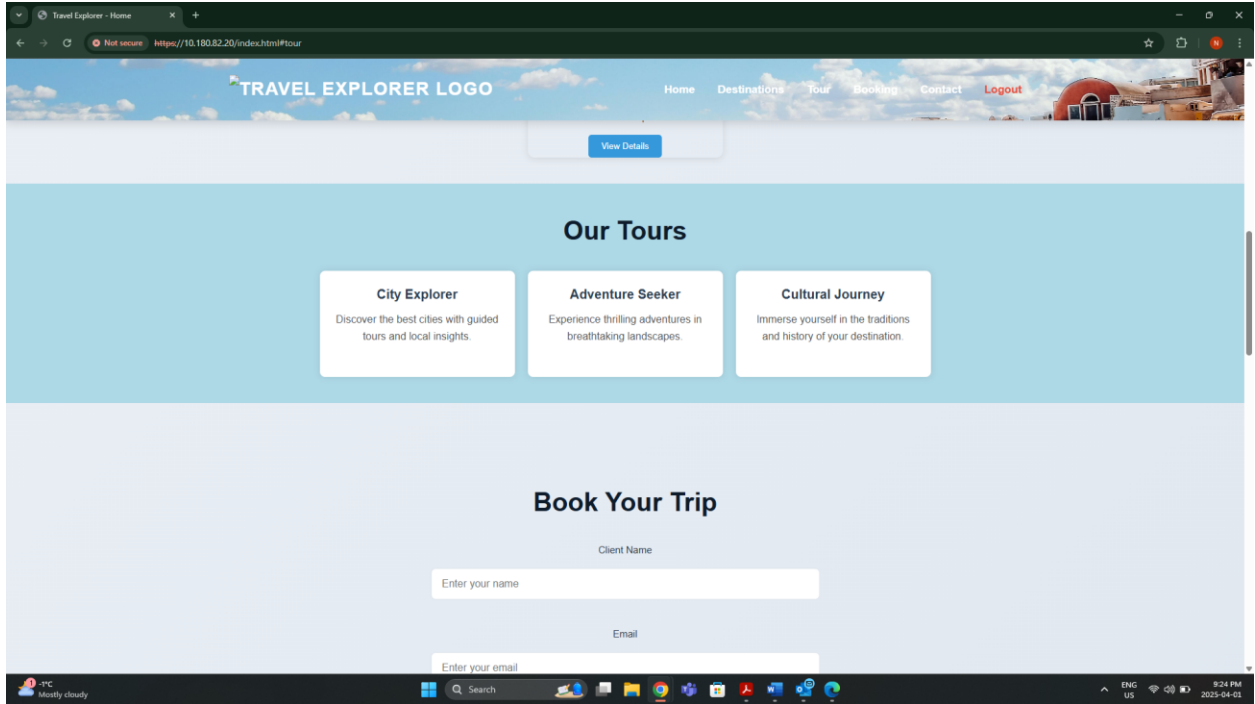 Travel Explorer - Home
Not secure https://10.180.82.20/index.html#tour
N
TRAVEL EXPLORER LOGO
Home Destinations Tour Booking Contact Logout
View Details
Our Tours
City Explorer
Discover the best cities with guided
tours and local insights.
Adventure Seeker
Experience thrilling adventures in
breathtaking landscapes.
Cultural Journey
Immerse yourself in the traditions
and history of your destination.
Book Your Trip
Client Name
Enter your name
Email
Enter your email
1
-1°C
Mostly cloudy
Search
ENG
US
9:24 PM
2025-04-01